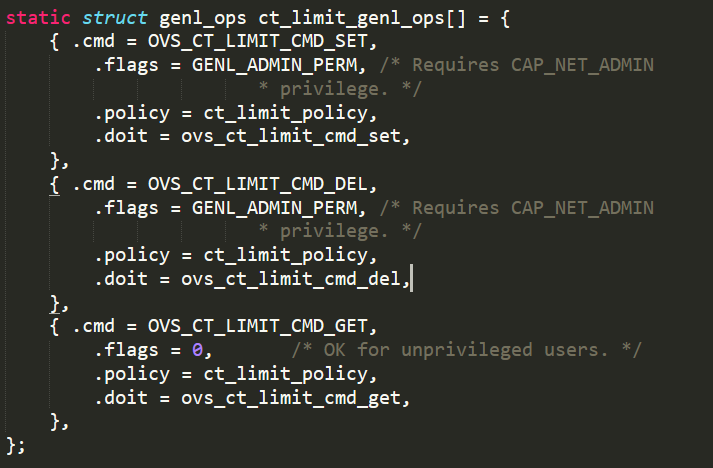 static struct genl_ops ct_limit_genl_ops[] = {
    { .cmd = OVS_CT_LIMIT_CMD_SET,
        .flags = GENL_ADMIN_PERM, /* Requires CAP_NET_ADMIN
                       * privilege. */
        .policy = ct_limit_policy,
        .doit = ovs_ct_limit_cmd_set,
    },
    { .cmd = OVS_CT_LIMIT_CMD_DEL,
        .flags = GENL_ADMIN_PERM, /* Requires CAP_NET_ADMIN
                       * privilege. */
        .policy = ct_limit_policy,
        .doit = ovs_ct_limit_cmd_del,
    },
    { .cmd = OVS_CT_LIMIT_CMD_GET,
        .flags = 0,       /* OK for unprivileged users. */
        .policy = ct_limit_policy,
        .doit = ovs_ct_limit_cmd_get,
    },
};